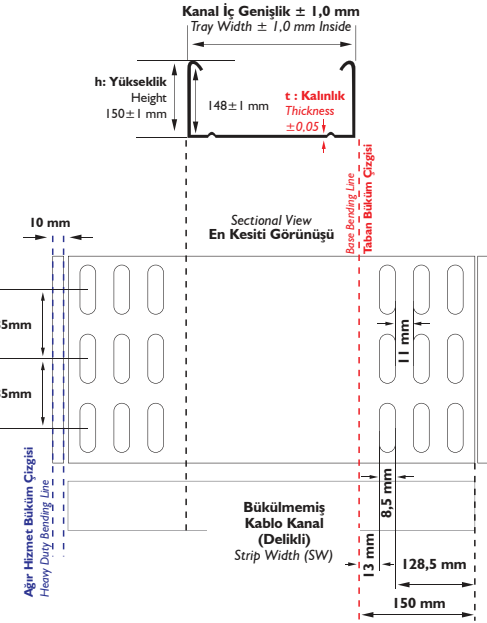 Kanal İç Genişlik ± 1,0 mm
Tray Width ± 1,0 mm Inside
h: Yükseklik
Height
150±1 mm
148±1 mm
t : Kalınlık
Thickness
±0,05
Base Bending Line
Taban Büküm Çizgisi
10 mm
Sectional View
En Kesiti Görünüşü
5mm
11 mm
5mm
Ağır Hizmet Büküm Çizgisi
Heavy Duty Bending Line
8,5 mm
Bükülmemiş
Kablo Kanal
(Delikli)
Strip Width (SW)
13 mm
128,5 mm
150 mm